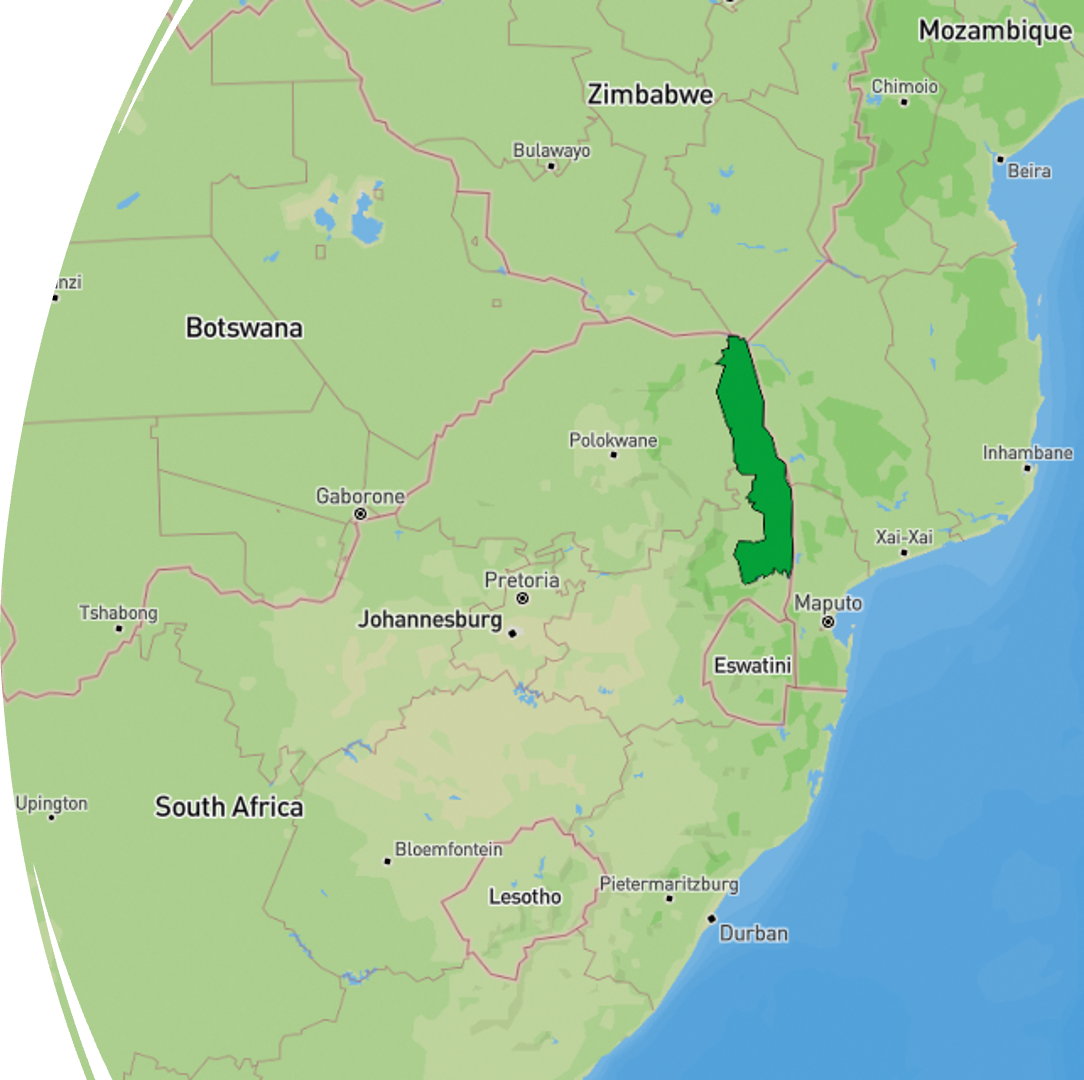 Mozambique
Chimoio
Zimbabwe
Bulawayo
Beira
nzi
Botswana
Polokwane
Inhambane
Gaborone
Xai-Xai
Pretoria
Maputo
Tshabong
Johannesburg
Eswatini
Upington
South Africa
Bloemfontein
Pietermaritzburg
Lesotho
Durban